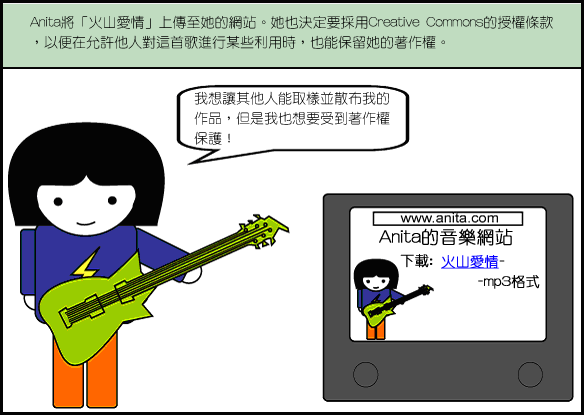 Anita將「火山愛情」上傳至她的網站。她也決定要採用Creative Commons的授權條款
，以便在允許他人對這首歌進行某些利用時，也能保留她的著作權。
我想讓其他人能取樣並散布我的
作品，但是我也想要受到著作權
保護！
www.anita.com
Anita的音樂網站
下載: 火山愛情-
-mp3格式